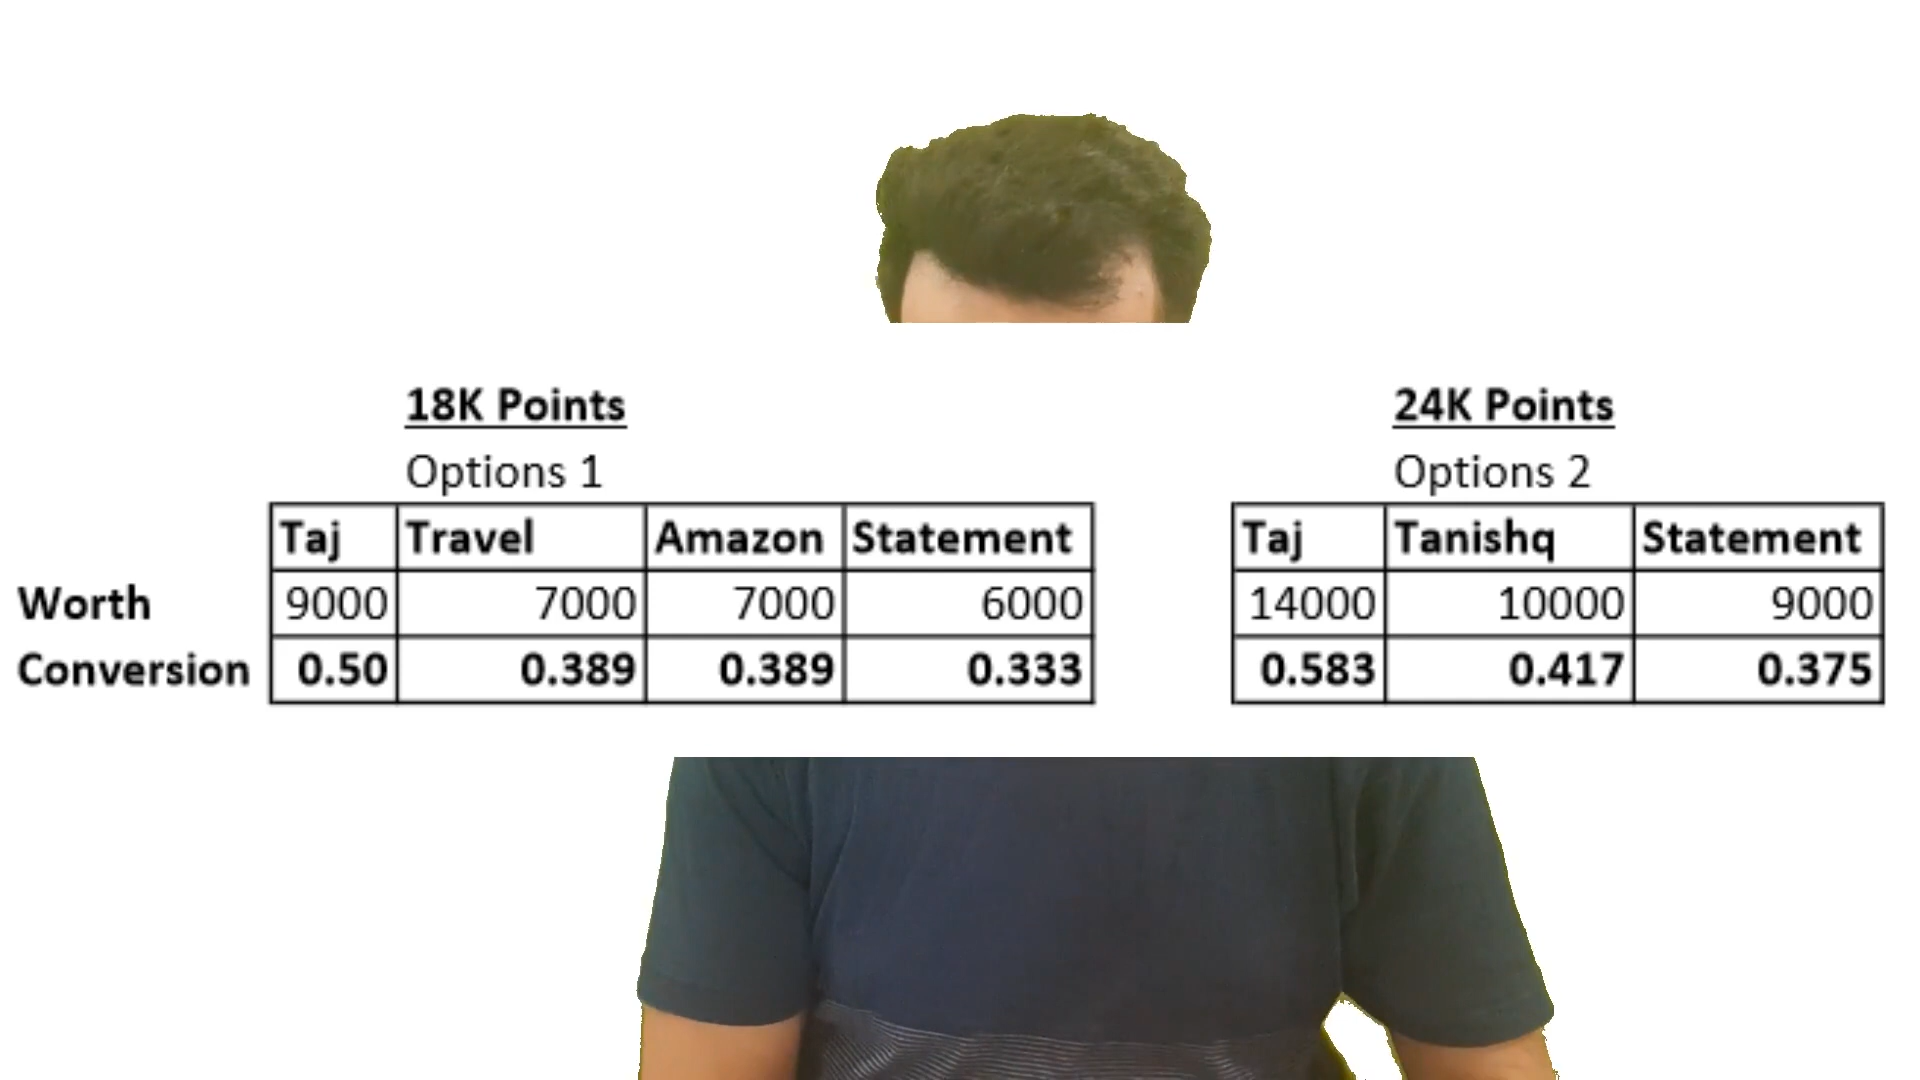 18K Points
Options 1
Taj Travel Amazon Statement
Worth 9000 7000 7000 6000
Conversion 0.50 0.389 0.389 0.333
24K Points
Options 2
Taj Tanishq Statement
14000 10000 9000
0.583 0.417 0.375